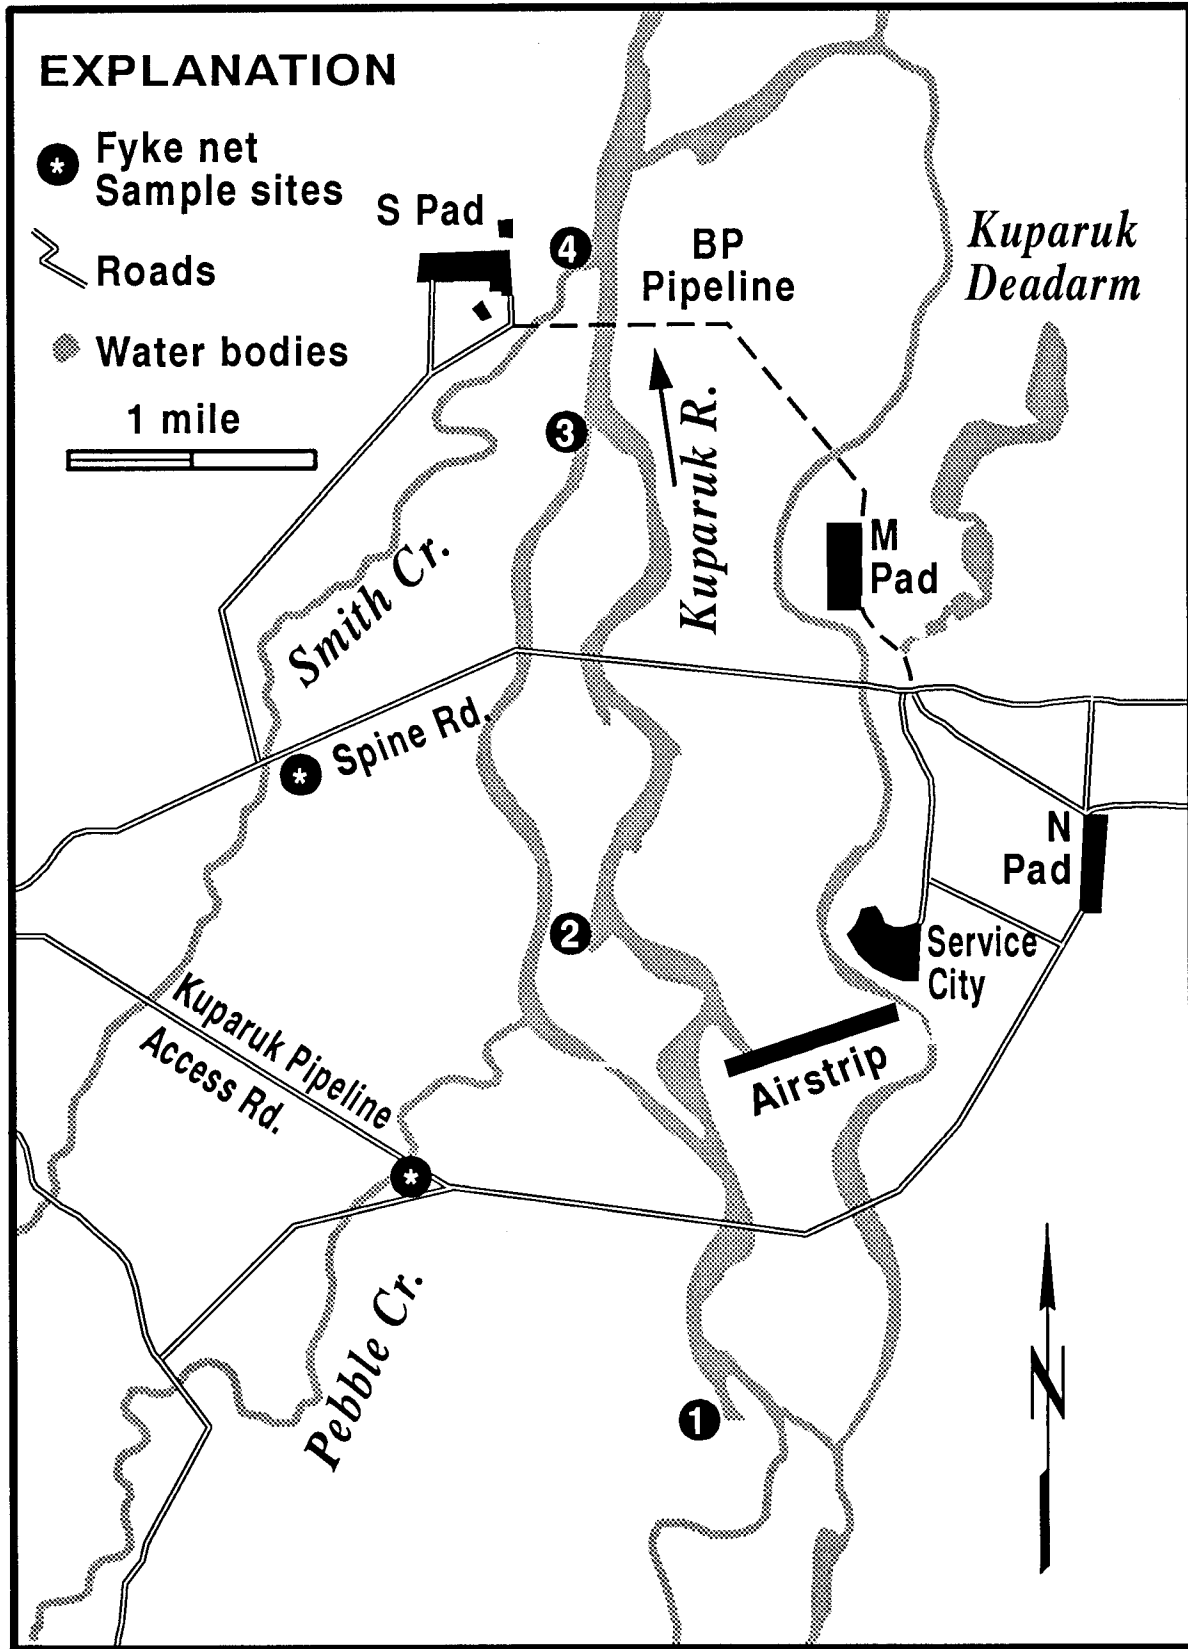 EXPLANATION
* Fyke net
Sample sites
Roads
Water bodies
1 mile
S Pad
4
BP
Pipeline
Kuparuk
Deadarm
3
Kuparuk R.
M
Pad
Smith Cr.
* Spine Rd.
N
Pad
2
Service
City
Kuparuk Pipeline
Access Rd.
Airstrip
*
Pebble Cr.
1
N